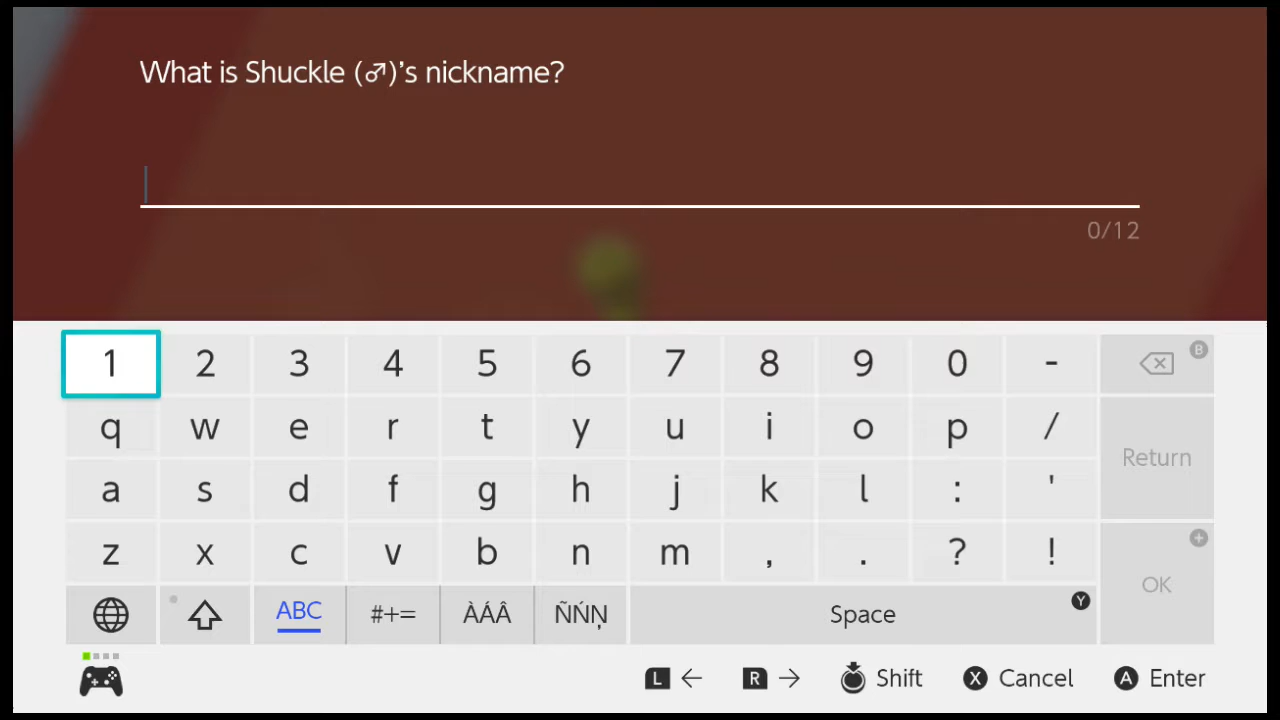 What is Shuckle (♂)'s nickname?
0/12
1 2 3 4 5 6 7 8 9 0 - B
q w e r t y u i o p /
Return
a s d f g h j k l : '
z x c v b n m , . ? ! +
OK
ABC #+= ÀÁÂ ÑŃŅ Space Y
L ← R → Shift X Cancel A Enter